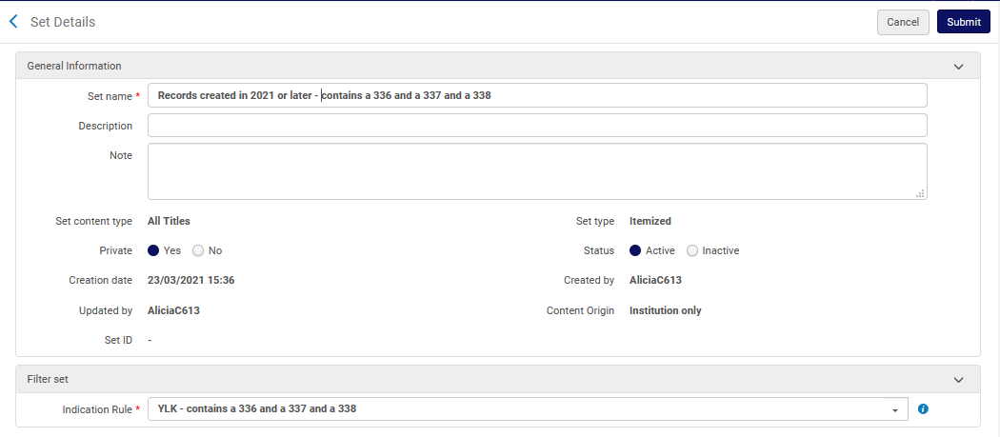 Set Details
Cancel
Submit
General Information
Set name * Records created in 2021 or later - contains a 336 and a 337 and a 338
Description
Note
Set content type All Titles Set type Itemized
Private Yes No Status Active Inactive
Creation date 23/03/2021 15:36 Created by AliciaC613
Updated by AliciaC613 Content Origin Institution only
Set ID -
Filter set
Indication Rule * YLK - contains a 336 and a 337 and a 338